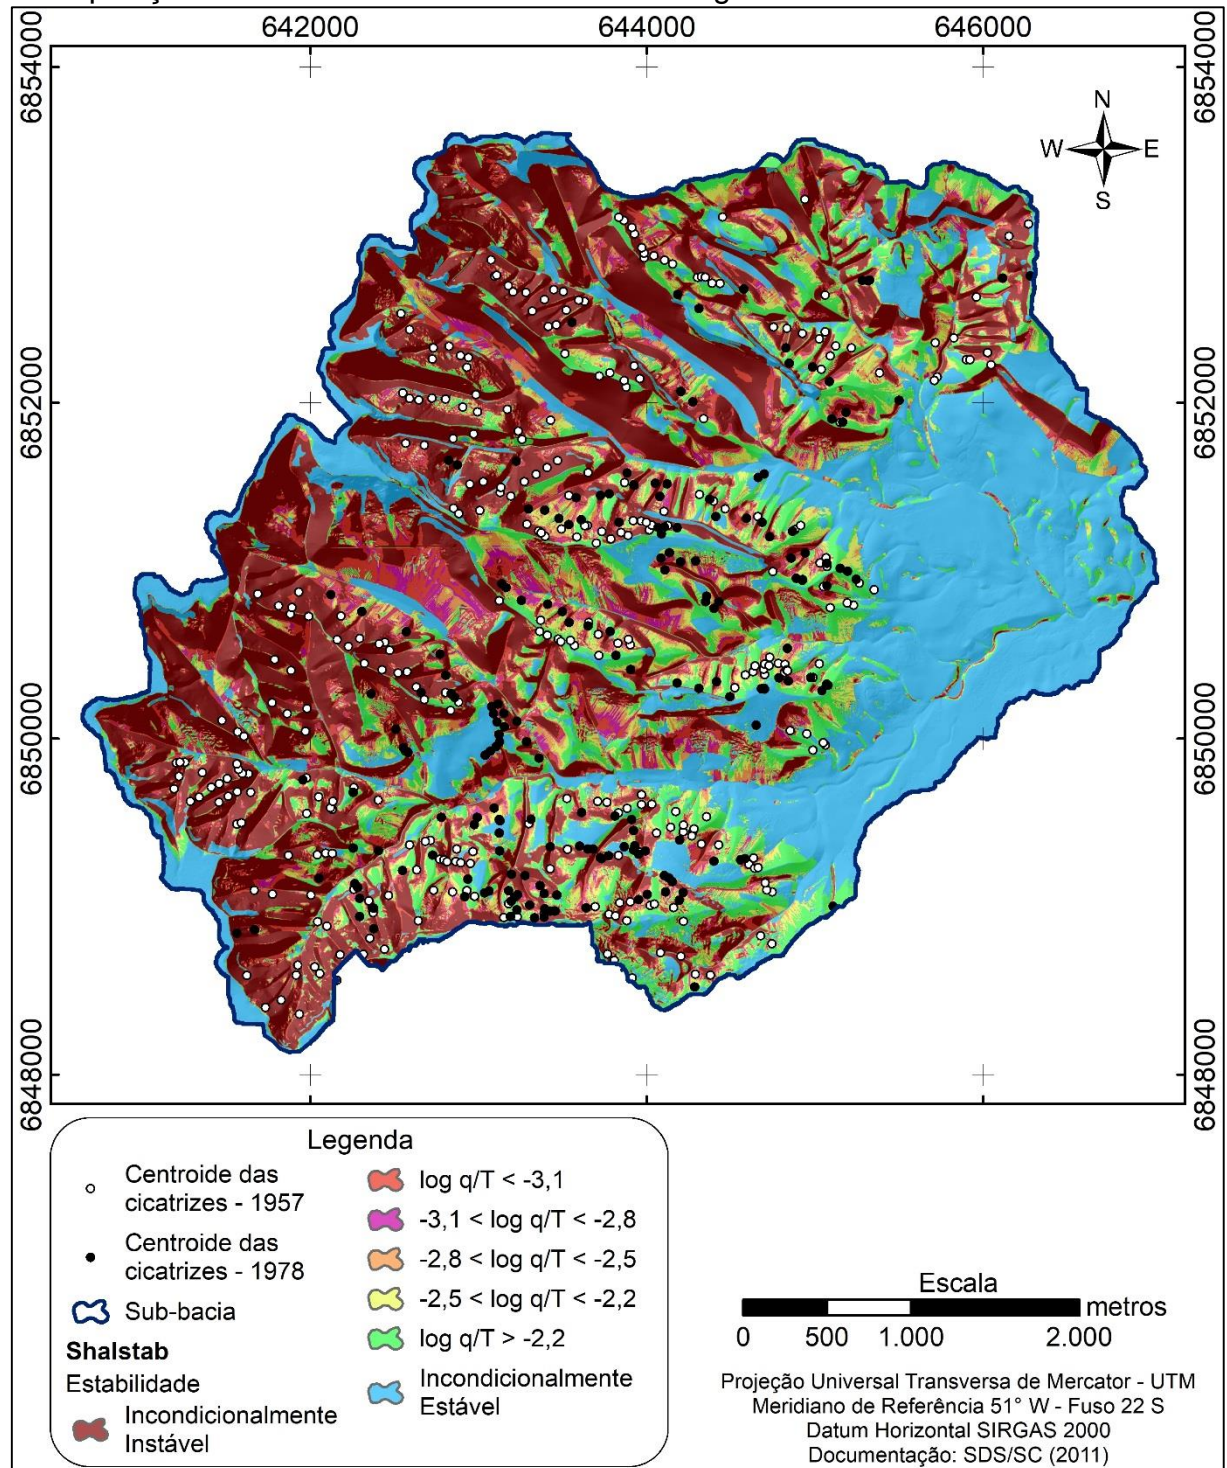 642000 644000 646000
6854000 6854000
N
W E
S
6852000 6852000
6850000 6850000
6848000 6848000
Legenda
Centroide das
cicatrizes - 1957
Centroide das
cicatrizes - 1978
Sub-bacia
Shalstab
Estabilidade
Incondicionalmente
Instável
log q/T < -3,1
-3,1 < log q/T < -2,8
-2,8 < log q/T < -2,5
-2,5 < log q/T < -2,2
log q/T > -2,2
Incondicionalmente
Estável
Escala
metros
0 500 1.000 2.000
Projeção Universal Transversa de Mercator - UTM
Meridiano de Referência 51° W - Fuso 22 S
Datum Horizontal SIRGAS 2000
Documentação: SDS/SC (2011)